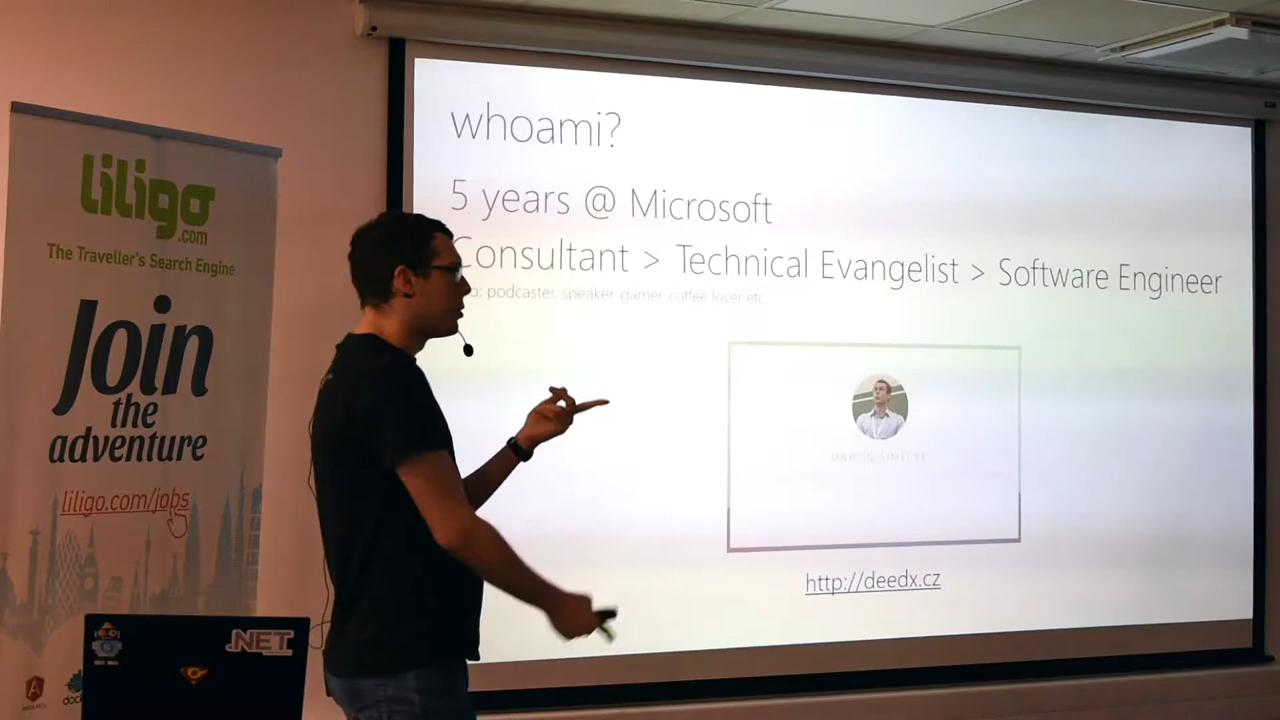 liligo
.com
The Traveller's Search Engine
Join
the
adventure
liligo.com/jobs
.NET
whoami?
5 years @ Microsoft
Consultant > Technical Evangelist > Software Engineer
podcaster, speaker, gamer, coffee lover etc.
http://deedx.cz